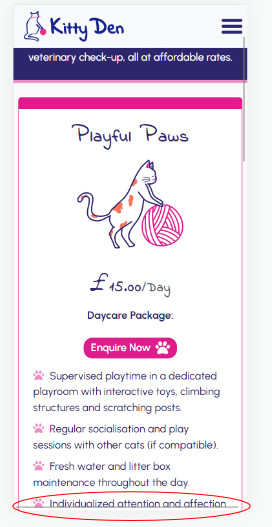 Kitty Den
veterinary check-up, all at affordable rates.
Playful Paws
£15.00/Day
Daycare Package:
Enquire Now
Supervised playtime in a dedicated
playroom with interactive toys, climbing
structures and scratching posts.
Regular socialisation and play
sessions with other cats (if compatible).
Fresh water and litter box
maintenance throughout the day.
Individualized attention and affection